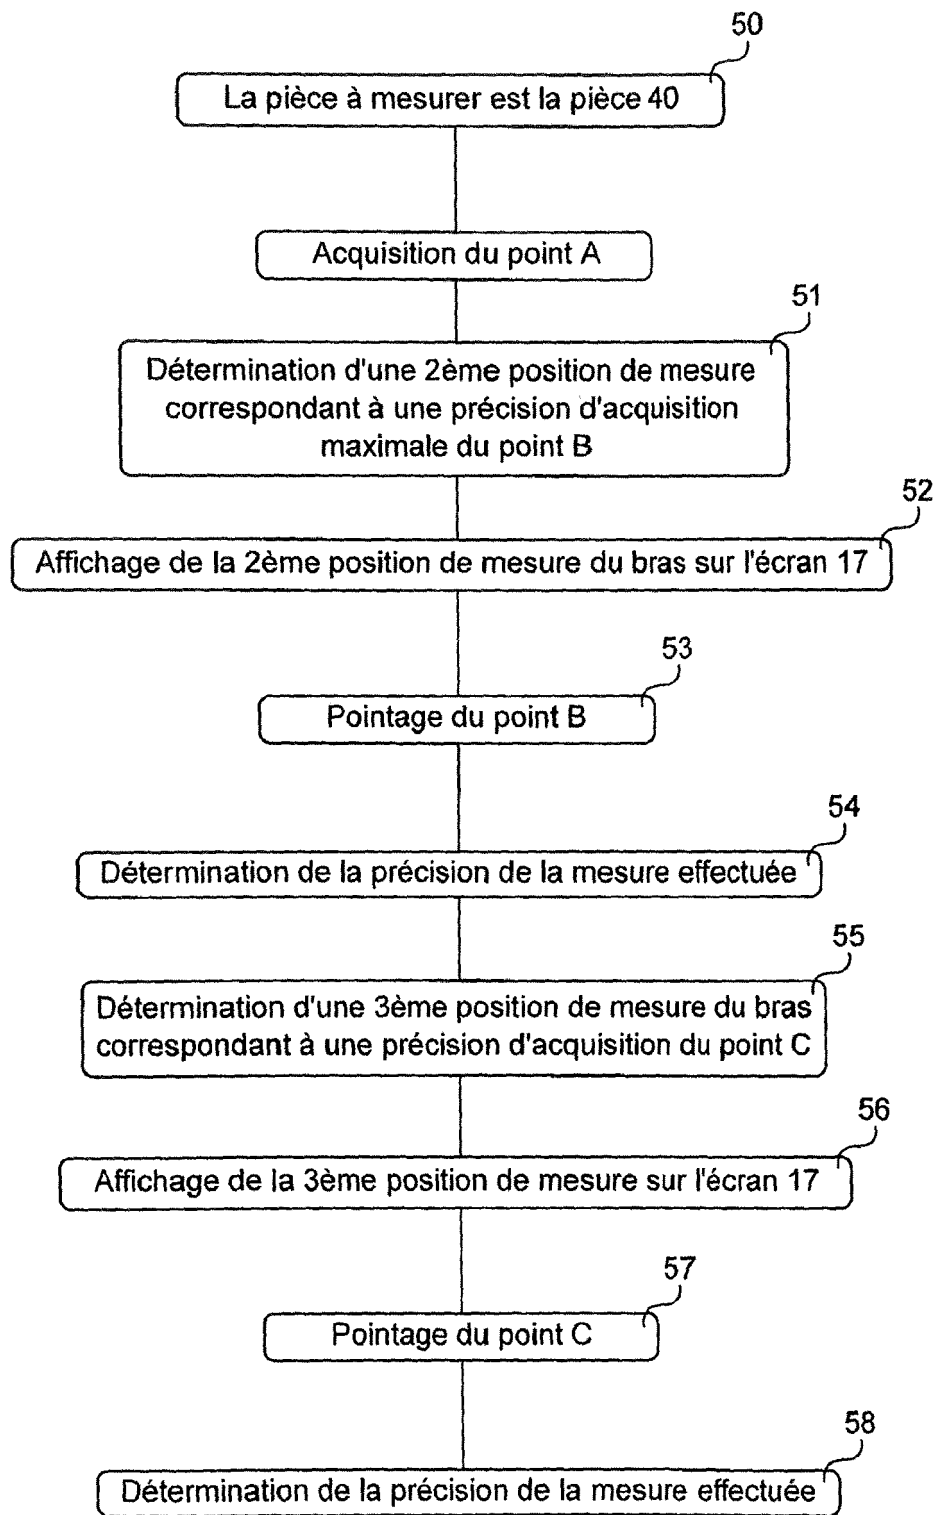 50
La pièce à mesurer est la pièce 40
Acquisition du point A
51
Détermination d'une 2ème position de mesure
correspondant à une précision d'acquisition
maximale du point B
52
Affichage de la 2ème position de mesure du bras sur l'écran 17
53
Pointage du point B
54
Détermination de la précision de la mesure effectuée
55
Détermination d'une 3ème position de mesure du bras
correspondant à une précision d'acquisition du point C
56
Affichage de la 3ème position de mesure sur l'écran 17
57
Pointage du point C
58
Détermination de la précision de la mesure effectuée